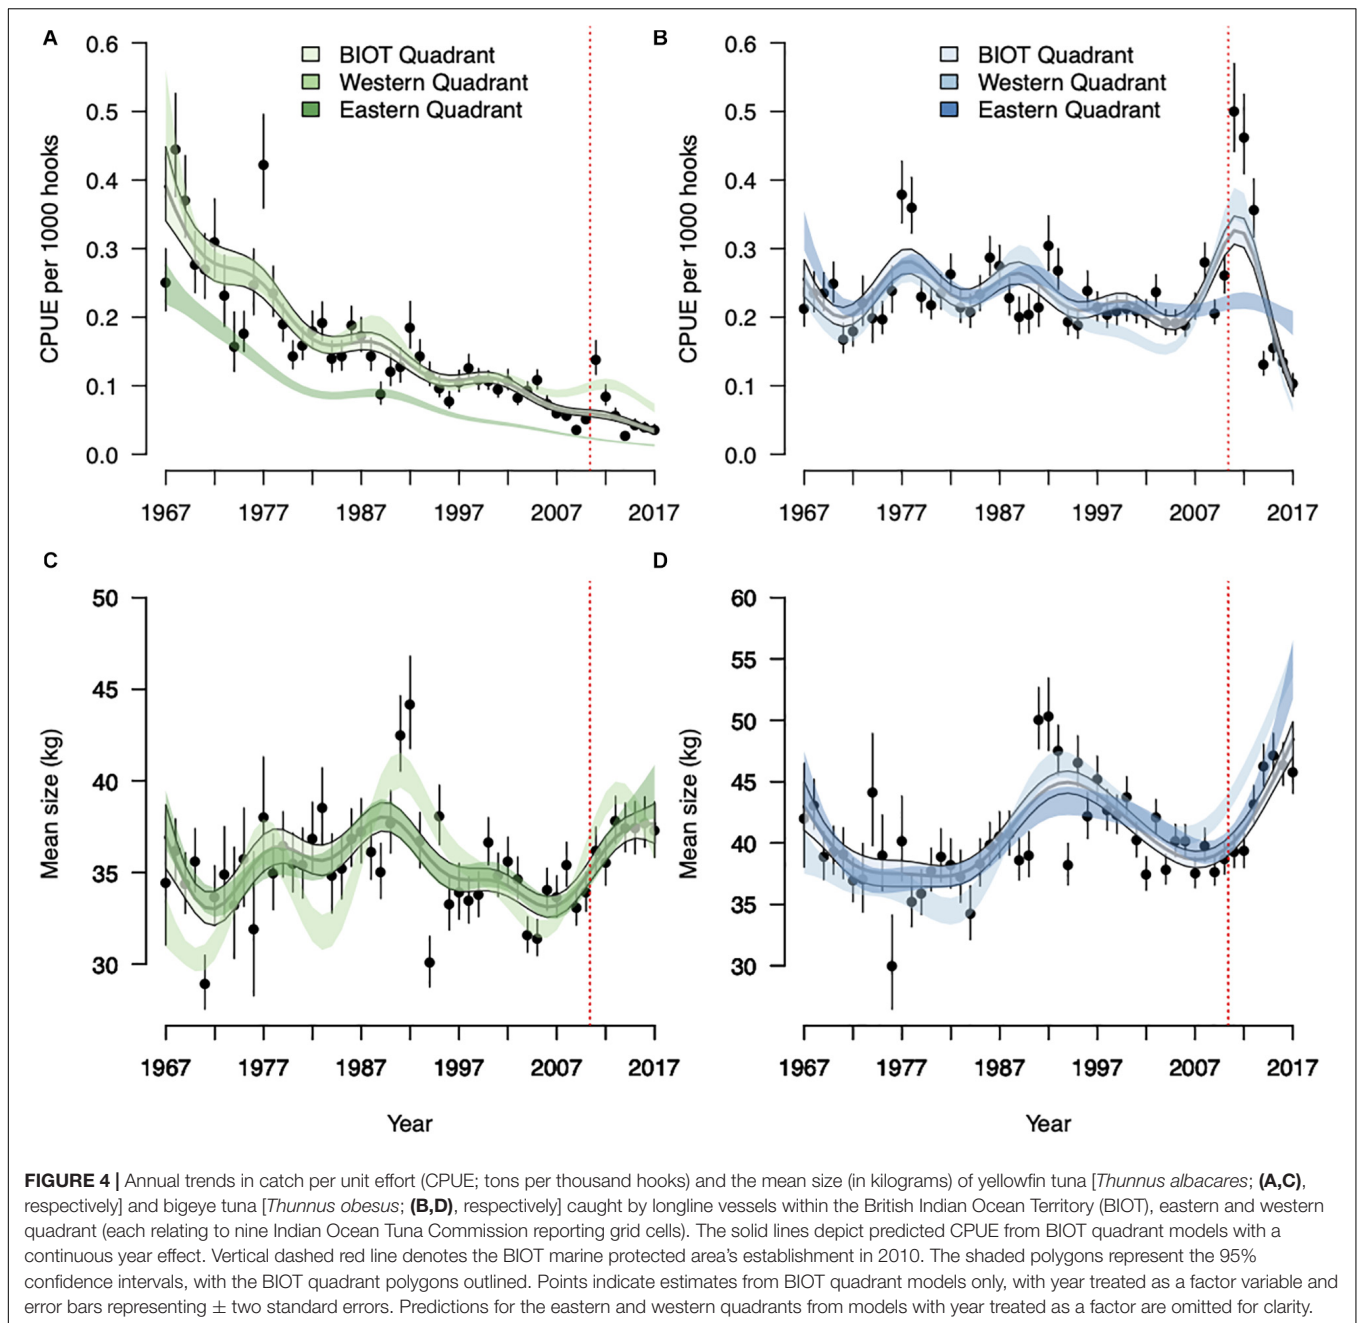 A
0.6
0.5
0.4
0.3
0.2
0.1
0.0
CPUE per 1000 hooks
BIOT Quadrant
Western Quadrant
Eastern Quadrant
1967
1977
1987
1997
2007
2017
B
0.6
0.5
0.4
0.3
0.2
0.1
0.0
CPUE per 1000 hooks
BIOT Quadrant
Western Quadrant
Eastern Quadrant
1967
1977
1987
1997
2007
2017
C
50
45
40
35
30
Mean size (kg)
1967
1977
1987
1997
2007
2017
Year
D
60
55
50
45
40
35
30
Mean size (kg)
1967
1977
1987
1997
2007
2017
Year
FIGURE 4 | Annual trends in catch per unit effort (CPUE; tons per thousand hooks) and the mean size (in kilograms) of yellowfin tuna [Thunnus albacares; (A,C),
respectively] and bigeye tuna [Thunnus obesus; (B,D), respectively] caught by longline vessels within the British Indian Ocean Territory (BIOT), eastern and western
quadrant (each relating to nine Indian Ocean Tuna Commission reporting grid cells). The solid lines depict predicted CPUE from BIOT quadrant models with a
continuous year effect. Vertical dashed red line denotes the BIOT marine protected area's establishment in 2010. The shaded polygons represent the 95%
confidence intervals, with the BIOT quadrant polygons outlined. Points indicate estimates from BIOT quadrant models only, with year treated as a factor variable and
error bars representing ± two standard errors. Predictions for the eastern and western quadrants from models with year treated as a factor are omitted for clarity.